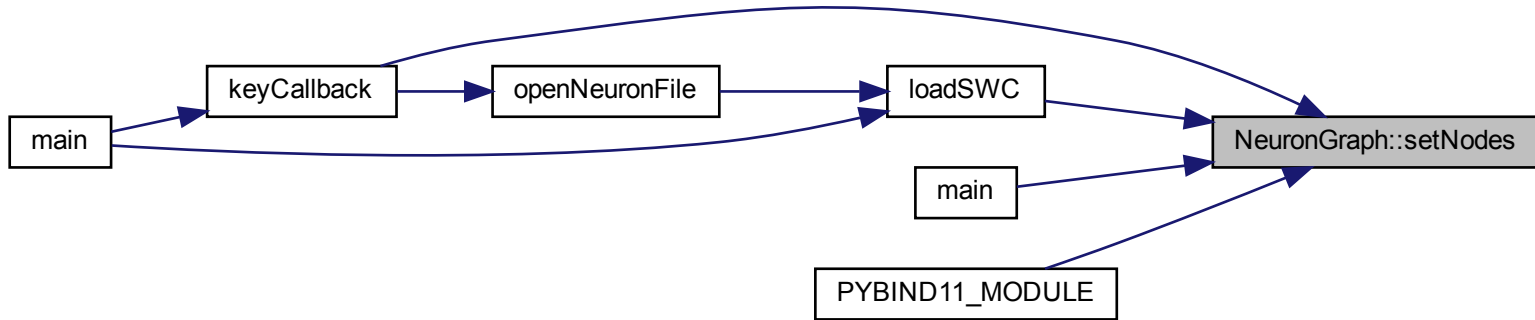 keyCallback
openNeuronFile
loadSWC
main
NeuronGraph::setNodes
main
PYBIND11_MODULE